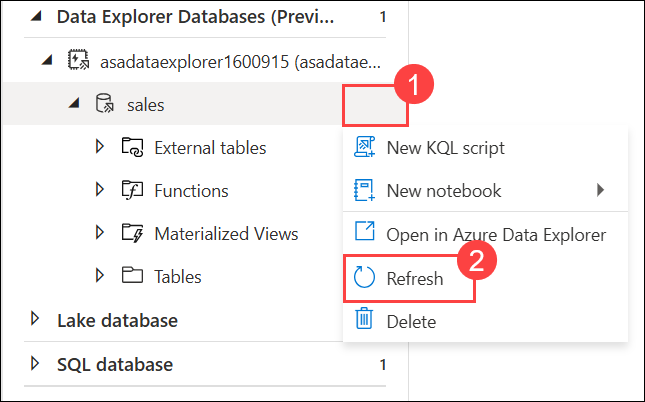 Data Explorer Databases (Previ... 1
asadataexplorer1600915 (asadatae...
sales 1
External tables New KQL script
Functions New notebook
Materialized Views Open in Azure Data Explorer
Tables Refresh 2
Lake database Delete
SQL database 1